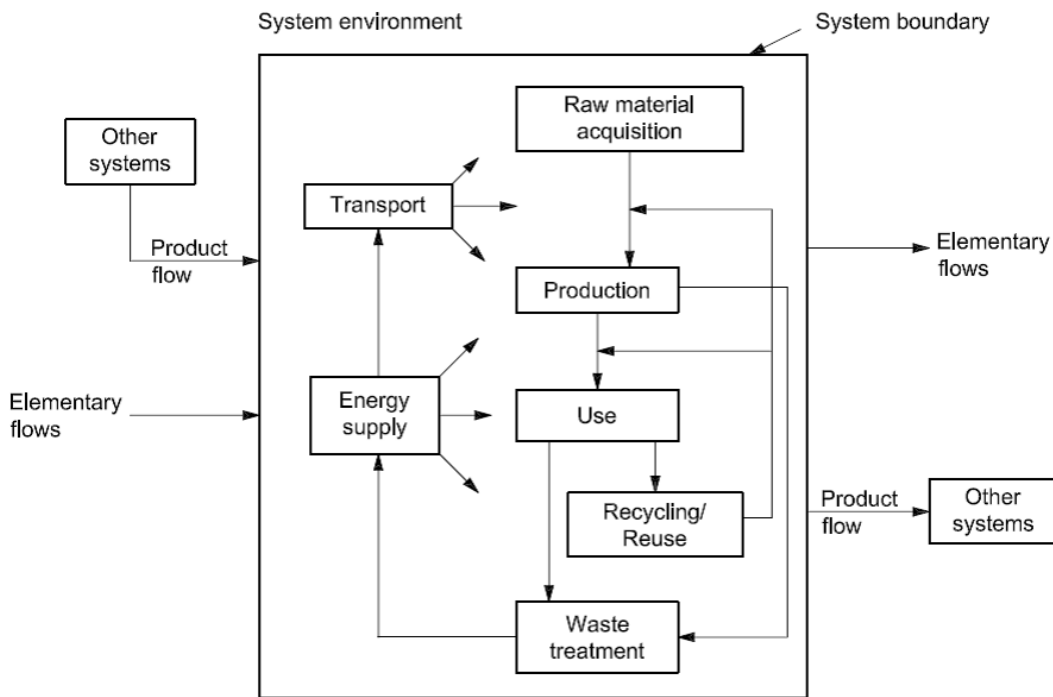 System environment
System boundary
Raw material
acquisition
Other
systems
Transport
Product
flow
Elementary
flows
Production
Elementary
flows
Energy
supply
Use
Recycling/
Reuse
Product
flow
Other
systems
Waste
treatment